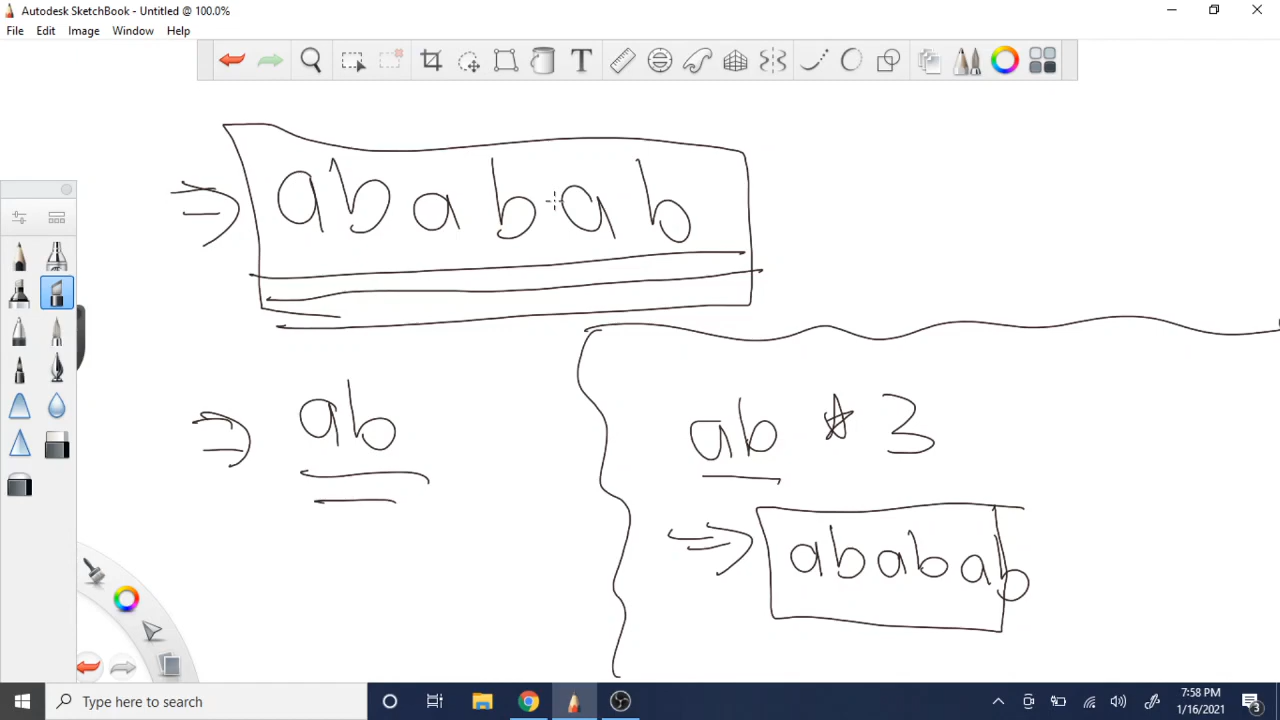 Autodesk SketchBook - Untitled @ 100.0%
File Edit Image Window Help
T
ababab
ab
ab * 3
ababab
Type here to search
7:58 PM
1/16/2021
3